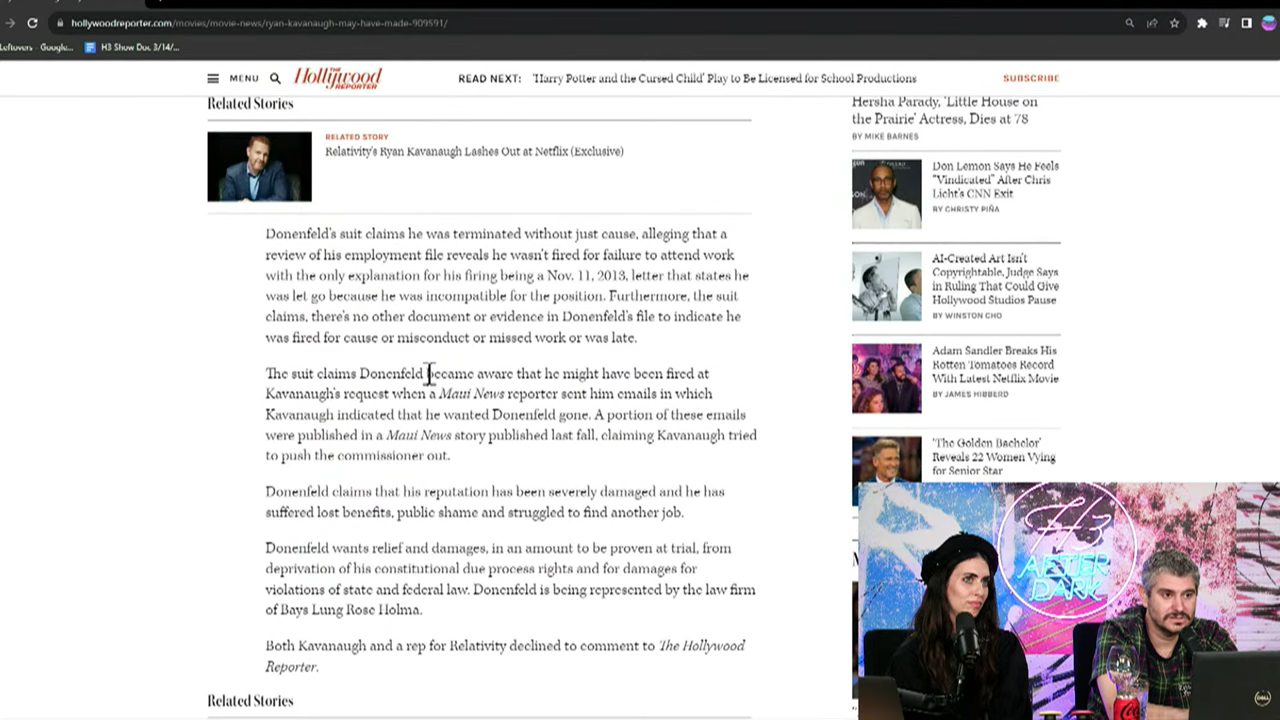 hollywoodreporter.com/movies/movie-news/ryan-kavanaugh-may-have-made-909591/
Leftovers - Google...
H3 Show Doc 3/14/...
MENU
THE Hollywood REPORTER
READ NEXT: 'Harry Potter and the Cursed Child' Play to Be Licensed for School Productions
SUBSCRIBE
Related Stories
RELATED STORY
Relativity's Ryan Kavanaugh Lashes Out at Netflix (Exclusive)
Donenfeld's suit claims he was terminated without just cause, alleging that a
review of his employment file reveals he wasn't fired for failure to attend work
with the only explanation for his firing being a Nov. 11, 2013, letter that states he
was let go because he was incompatible for the position. Furthermore, the suit
claims, there's no other document or evidence in Donenfeld's file to indicate he
was fired for cause or misconduct or missed work or was late.
The suit claims Donenfeld became aware that he might have been fired at
Kavanaugh's request when a Maui News reporter sent him emails in which
Kavanaugh indicated that he wanted Donenfeld gone. A portion of these emails
were published in a Maui News story published last fall, claiming Kavanaugh tried
to push the commissioner out.
Donenfeld claims that his reputation has been severely damaged and he has
suffered lost benefits, public shame and struggled to find another job.
Donenfeld wants relief and damages, in an amount to be proven at trial, from
deprivation of his constitutional due process rights and for damages for
violations of state and federal law. Donenfeld is being represented by the law firm
of Bays Lung Rose Holma.
Both Kavanaugh and a rep for Relativity declined to comment to The Hollywood
Reporter.
Related Stories
Hersha Parady, 'Little House on
the Prairie' Actress, Dies at 78
BY MIKE BARNES
Don Lemon Says He Feels
"Vindicated" After Chris
Licht's CNN Exit
BY CHRISTY PIÑA
AI-Created Art Isn't
Copyrightable, Judge Says
in Ruling That Could Give
Hollywood Studios Pause
BY WINSTON CHO
Adam Sandler Breaks His
Rotten Tomatoes Record
With Latest Netflix Movie
BY JAMES HIBBERD
'The Golden Bachelor'
Reveals 22 Women Vying
for Senior Star
H3
AFTER
DARK
DELL